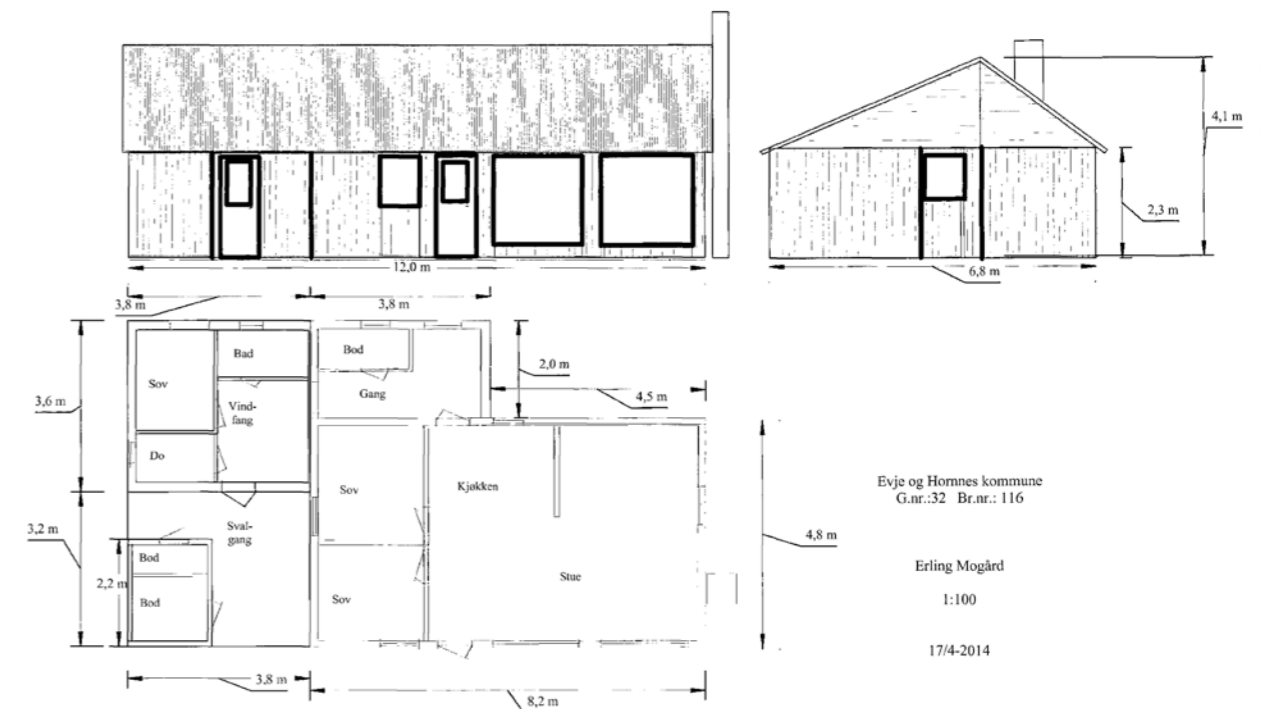 4,1 m
2,3 m
12,0 m
6,8 m
3,8 m
3,8 m
Bad
Bod
Sov
2,0 m
Gang
4,5 m
3,6 m
Vind-
fang
Do
Kjøkken
Sov
Evje og Hornnes kommune
G.nr.:32 Br.nr.: 116
Sval-
gang
3,2 m
4,8 m
Bod
2,2 m
Stue
Erling Mogård
Bod
Sov
1:100
17/4-2014
3,8 m
8,2 m